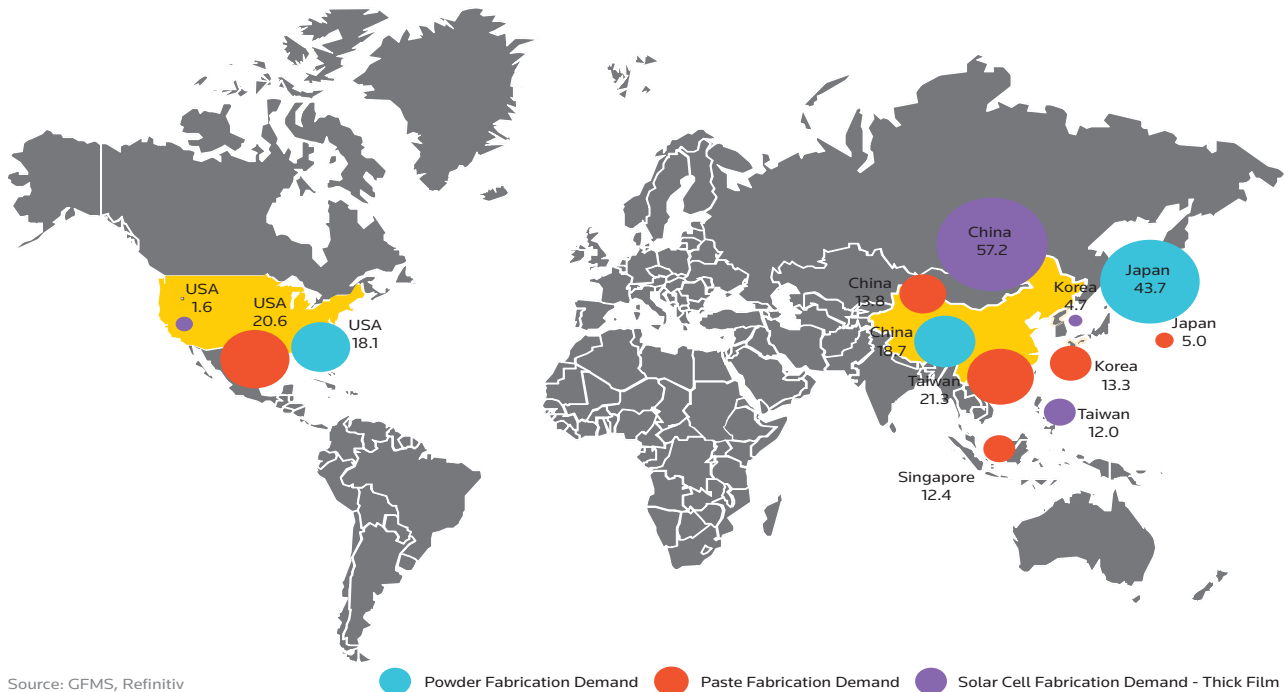 USA
1.6
USA
20.6
USA
18.1
China
57.2
Japan
43.7
China
13.8
Korea
4.7
Japan
5.0
China
18.7
Korea
13.3
Taiwan
21.3
Taiwan
12.0
Singapore
12.4
Source: GFMS, Refinitiv
Powder Fabrication Demand
Paste Fabrication Demand
Solar Cell Fabrication Demand - Thick Film